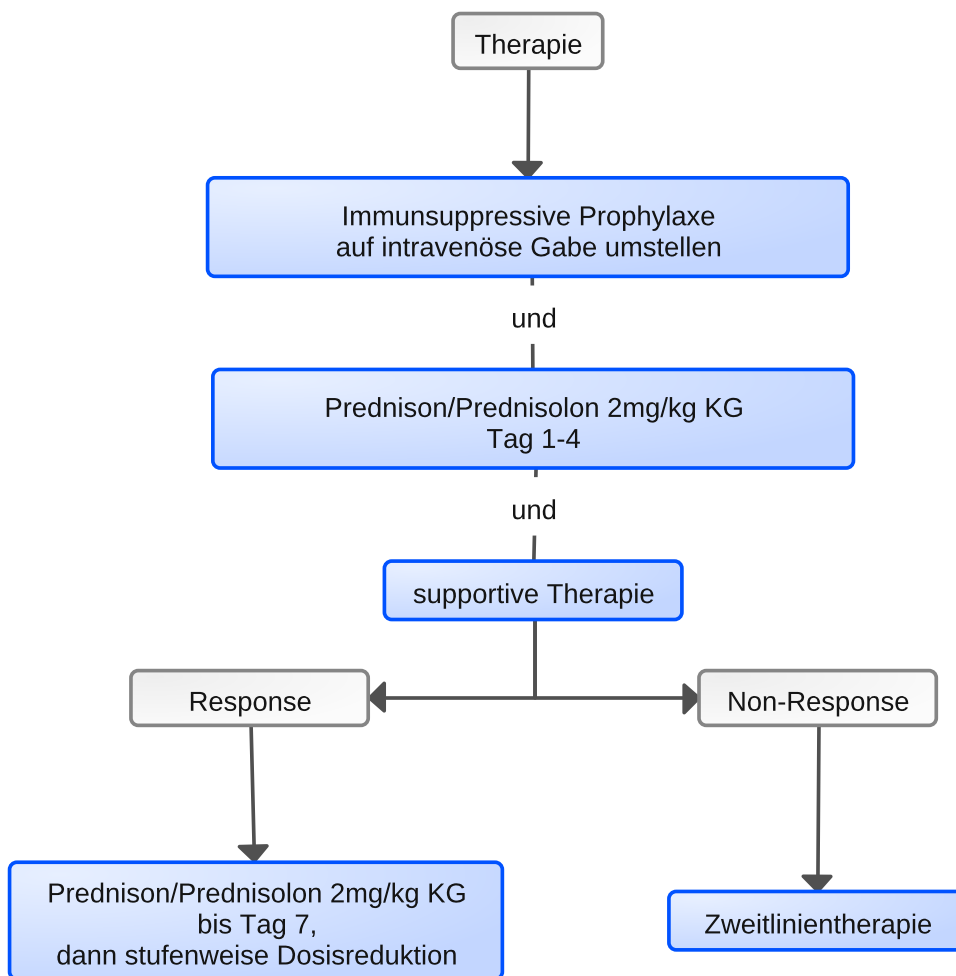 Therapie
Immunsuppressive Prophylaxe
auf intravenöse Gabe umstellen
und
Prednison/Prednisolon 2mg/kg KG
Tag 1-4
und
supportive Therapie
Response
Non-Response
Prednison/Prednisolon 2mg/kg KG
bis Tag 7,
dann stufenweise Dosisreduktion
Zweitlinientherapie